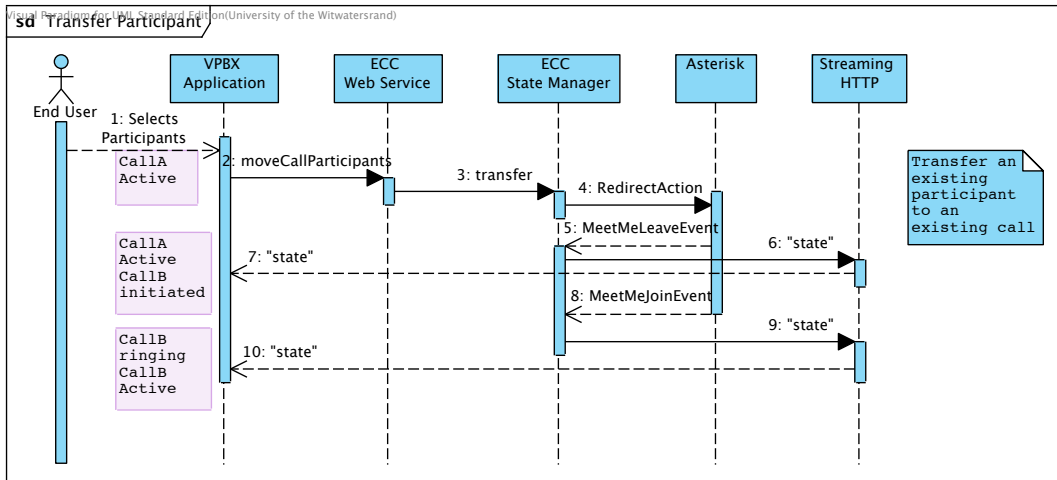 Visual Paradigm for UML Standard Edition(University of the Witwatersrand)
sd Transfer Participant
End User
VPBX
Application
ECC
Web Service
ECC
State Manager
Asterisk
Streaming
HTTP
1: Selects
Participants
CallA
Active
2: moveCallParticipants
3: transfer
4: RedirectAction
Transfer an
existing
participant
to an
existing call
5: MeetMeLeaveEvent
6: "state"
CallA
Active
CallB
initiated
7: "state"
8: MeetMeJoinEvent
9: "state"
CallB
ringing
CallB
Active
10: "state"